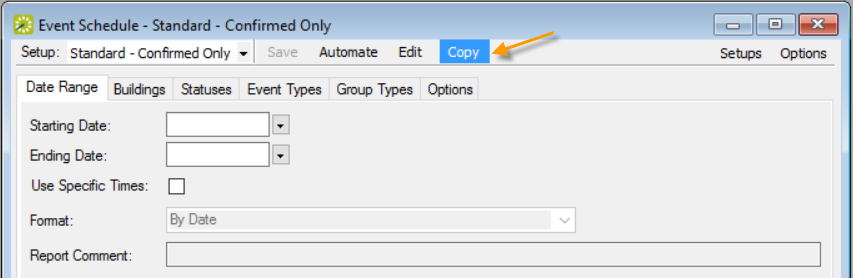 Event Schedule - Standard - Confirmed Only
Setup: Standard - Confirmed Only Save Automate Edit Copy Setups Options
Date Range Buildings Statuses Event Types Group Types Options
Starting Date:
Ending Date:
Use Specific Times:
Format: By Date
Report Comment: